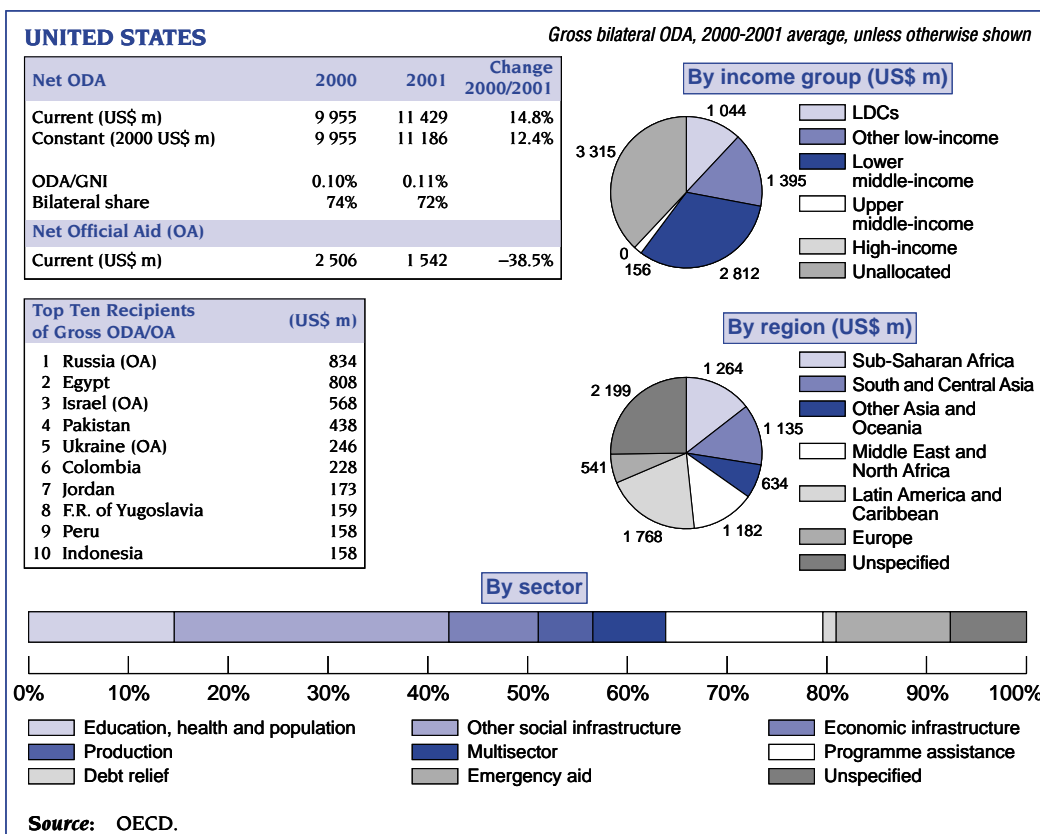 UNITED STATES
Gross bilateral ODA, 2000-2001 average, unless otherwise shown
Net ODA 2000 2001 Change 2000/2001
Current (US$ m) 9 955 11 429 14.8%
Constant (2000 US$ m) 9 955 11 186 12.4%
ODA/GNI 0.10% 0.11%
Bilateral share 74% 72%
Net Official Aid (OA)
Current (US$ m) 2 506 1 542 −38.5%
By income group (US$ m)
1 044
1 395
2 812
156
0
3 315
LDCs
Other low-income
Lower
middle-income
Upper
middle-income
High-income
Unallocated
Top Ten Recipients
of Gross ODA/OA (US$ m)
1 Russia (OA) 834
2 Egypt 808
3 Israel (OA) 568
4 Pakistan 438
5 Ukraine (OA) 246
6 Colombia 228
7 Jordan 173
8 F.R. of Yugoslavia 159
9 Peru 158
10 Indonesia 158
By region (US$ m)
1 264
1 135
634
1 182
1 768
541
2 199
Sub-Saharan Africa
South and Central Asia
Other Asia and
Oceania
Middle East and
North Africa
Latin America and
Caribbean
Europe
Unspecified
By sector
0% 10% 20% 30% 40% 50% 60% 70% 80% 90% 100%
Education, health and population Other social infrastructure Economic infrastructure
Production Multisector Programme assistance
Debt relief Emergency aid Unspecified
Source: OECD.